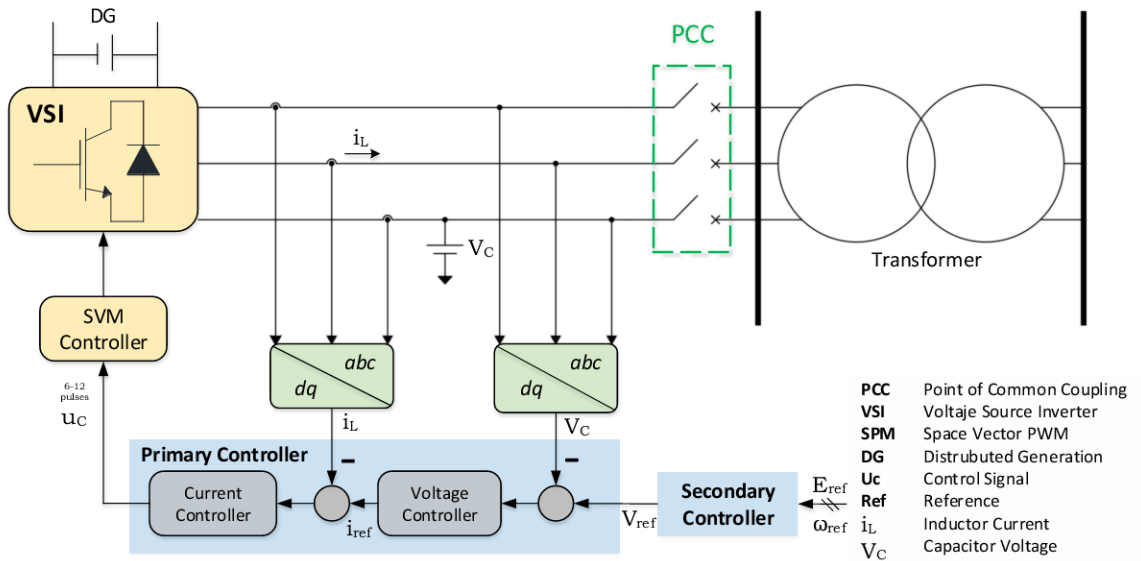 DG
PCC
VSI
iL
VC
Transformer
SVM
Controller
abc
dq
abc
dq
6-12
pulses
uC
iL
VC
Primary Controller
Current
Controller
iref
Voltage
Controller
Vref
Secondary
Controller
Eref
ωref
PCC Point of Common Coupling
VSI Voltaje Source Inverter
SPM Space Vector PWM
DG Distrubuted Generation
Uc Control Signal
Ref Reference
iL Inductor Current
VC Capacitor Voltage